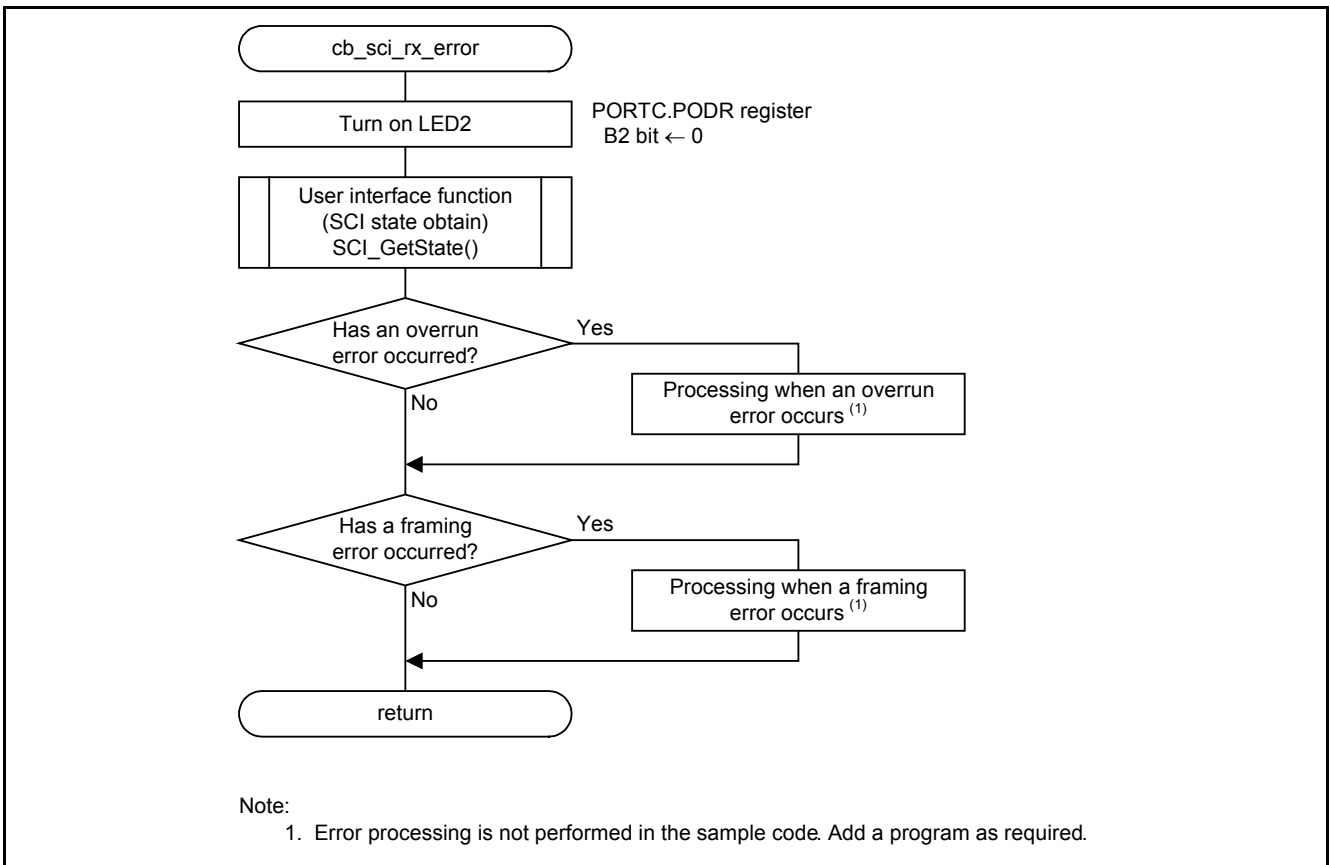 cb_sci_rx_error
Turn on LED2
PORTC.PODR register
B2 bit ← 0
User interface function
(SCI state obtain)
SCI_GetState()
Has an overrun
error occurred?
Yes
No
Processing when an overrun
error occurs (1)
Has a framing
error occurred?
Yes
No
Processing when a framing
error occurs (1)
return
Note:
1. Error processing is not performed in the sample code. Add a program as required.